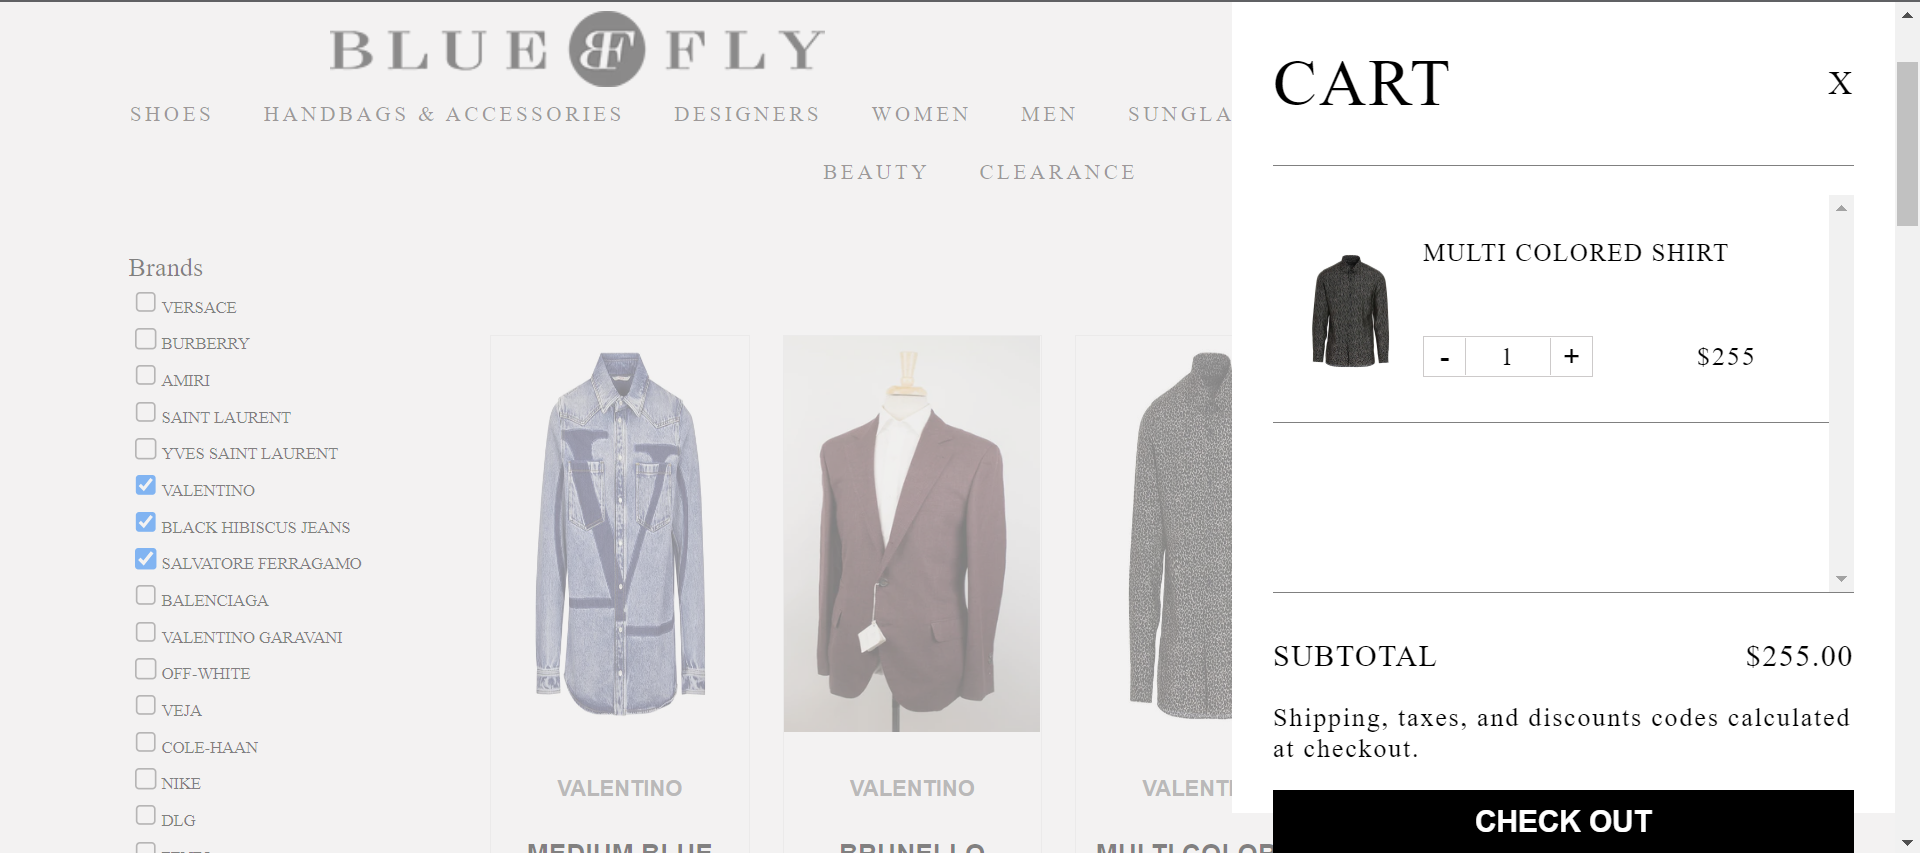 BLUE BF FLY
SHOES HANDBAGS & ACCESSORIES DESIGNERS WOMEN MEN SUNGLA
BEAUTY CLEARANCE
Brands
VERSACE
BURBERRY
AMIRI
SAINT LAURENT
YVES SAINT LAURENT
VALENTINO
BLACK HIBISCUS JEANS
SALVATORE FERRAGAMO
BALENCIAGA
VALENTINO GARAVANI
OFF-WHITE
VEJA
COLE-HAAN
NIKE
DLG
VALENTINO
MEDIUM BLUE
VALENTINO
BRUNELLO
VALENTI
MULTI COLOR
CART
X
MULTI COLORED SHIRT
- 1 + $255
SUBTOTAL $255.00
Shipping, taxes, and discounts codes calculated
at checkout.
CHECK OUT